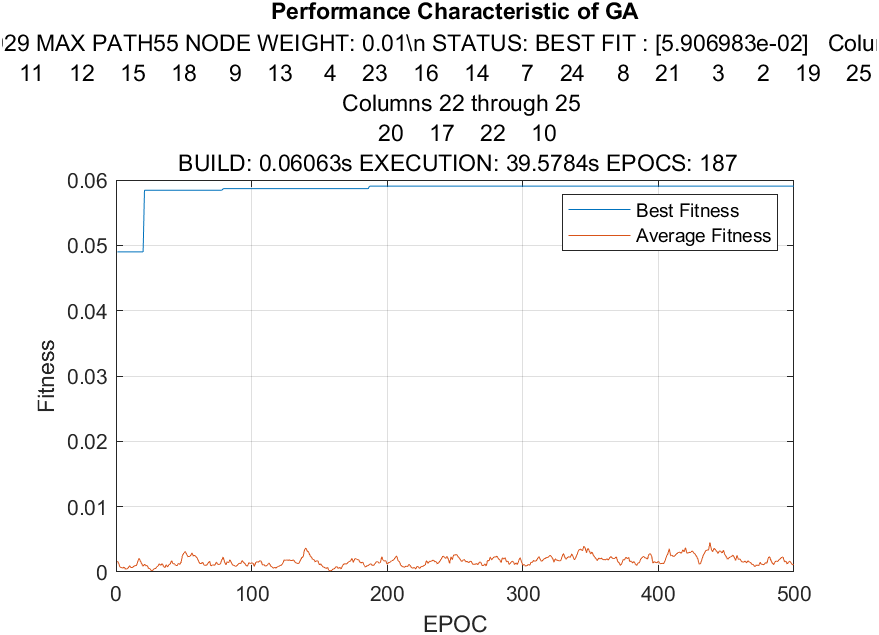 Performance Characteristic of GA
29 MAX PATH55 NODE WEIGHT: 0.01\n STATUS: BEST FIT : [5.906983e-02] Colu
11 12 15 18 9 13 4 23 16 14 7 24 8 21 3 2 19 25
Columns 22 through 25
20 17 22 10
BUILD: 0.06063s EXECUTION: 39.5784s EPOCS: 187
0.06
0.05
0.04
0.03
0.02
0.01
0
Fitness
Best Fitness
Average Fitness
0 100 200 300 400 500
EPOC